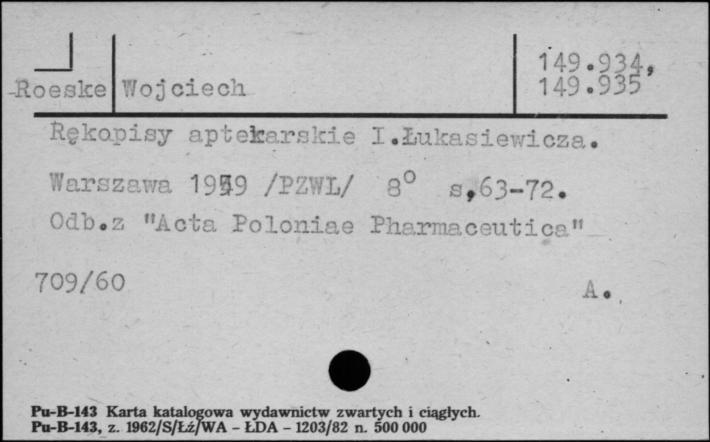 149.934,
Roeske Wojciech 149.935
Rękopisy aptekarskie I.Łukasiewicza.
Warszawa 1959 /PZWL/ 8° s,63-72.
Odb.z "Acta Poloniae Pharmaceutica"
709/60 A.
Pu-B-143 Karta katalogowa wydawnictw zwartych i ciągłych.
Pu-B-143, z. 1962/S/Łź/WA - ŁDA - 1203/82 n. 500 000